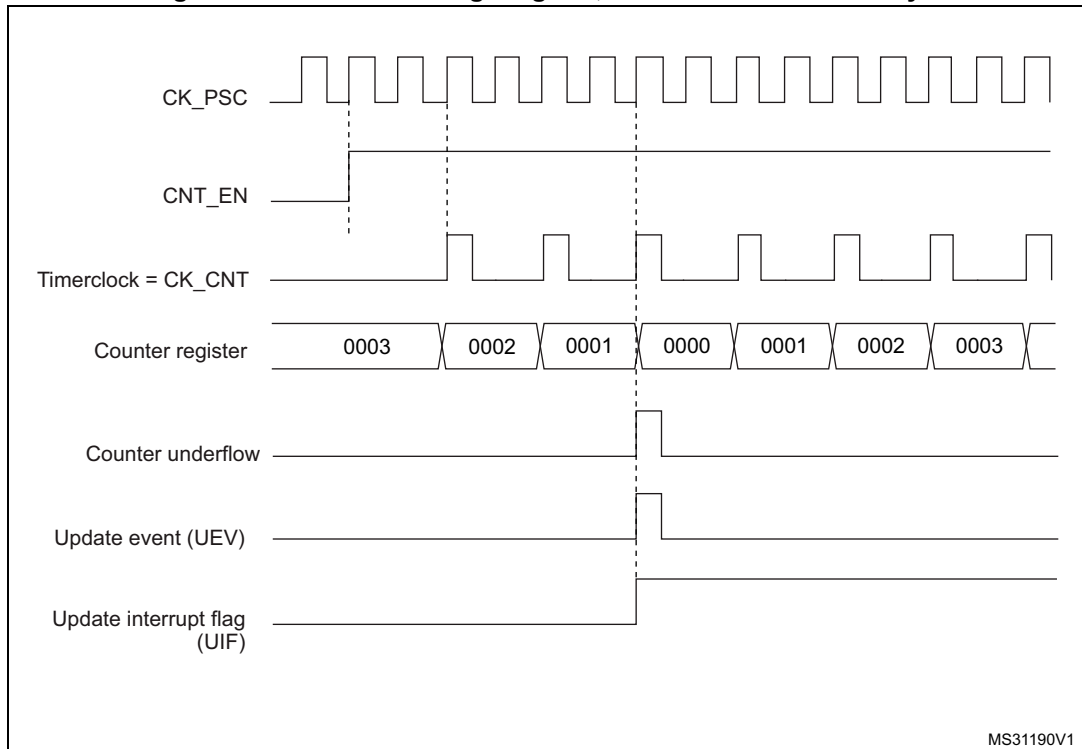 CK_PSC
CNT_EN
Timerclock = CK_CNT
Counter register
0003 0002 0001 0000 0001 0002 0003
Counter underflow
Update event (UEV)
Update interrupt flag
(UIF)
MS31190V1